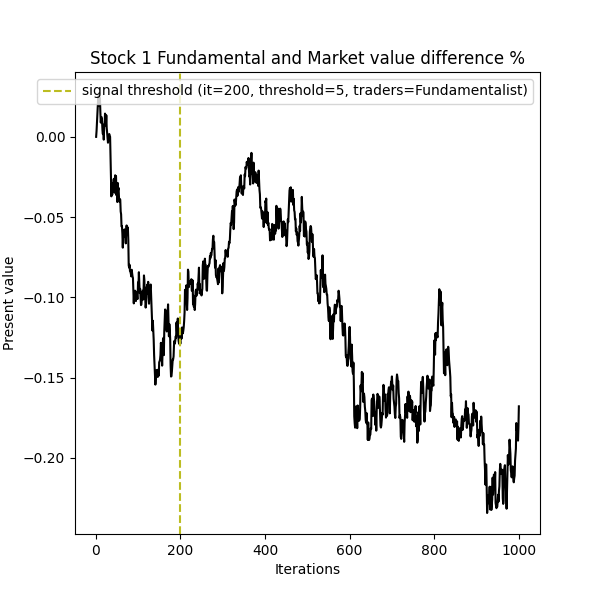 Stock 1 Fundamental and Market value difference %
signal threshold (it=200, threshold=5, traders=Fundamentalist)
0.00
−0.05
−0.10
−0.15
−0.20
Present value
0 200 400 600 800 1000
Iterations